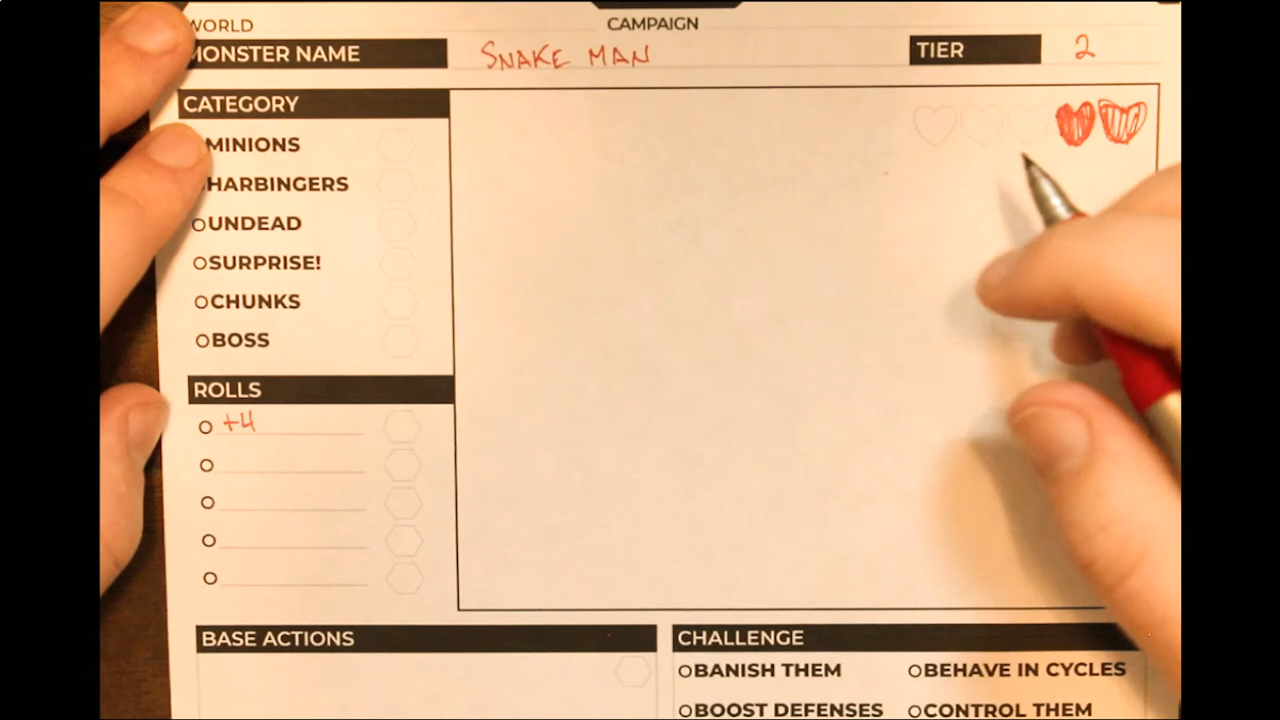 WORLD CAMPAIGN
MONSTER NAME SNAKE MAN TIER 2
CATEGORY
MINIONS
HARBINGERS
UNDEAD
SURPRISE!
CHUNKS
BOSS
ROLLS
+4
BASE ACTIONS CHALLENGE
BANISH THEM BEHAVE IN CYCLES
BOOST DEFENSES CONTROL THEM